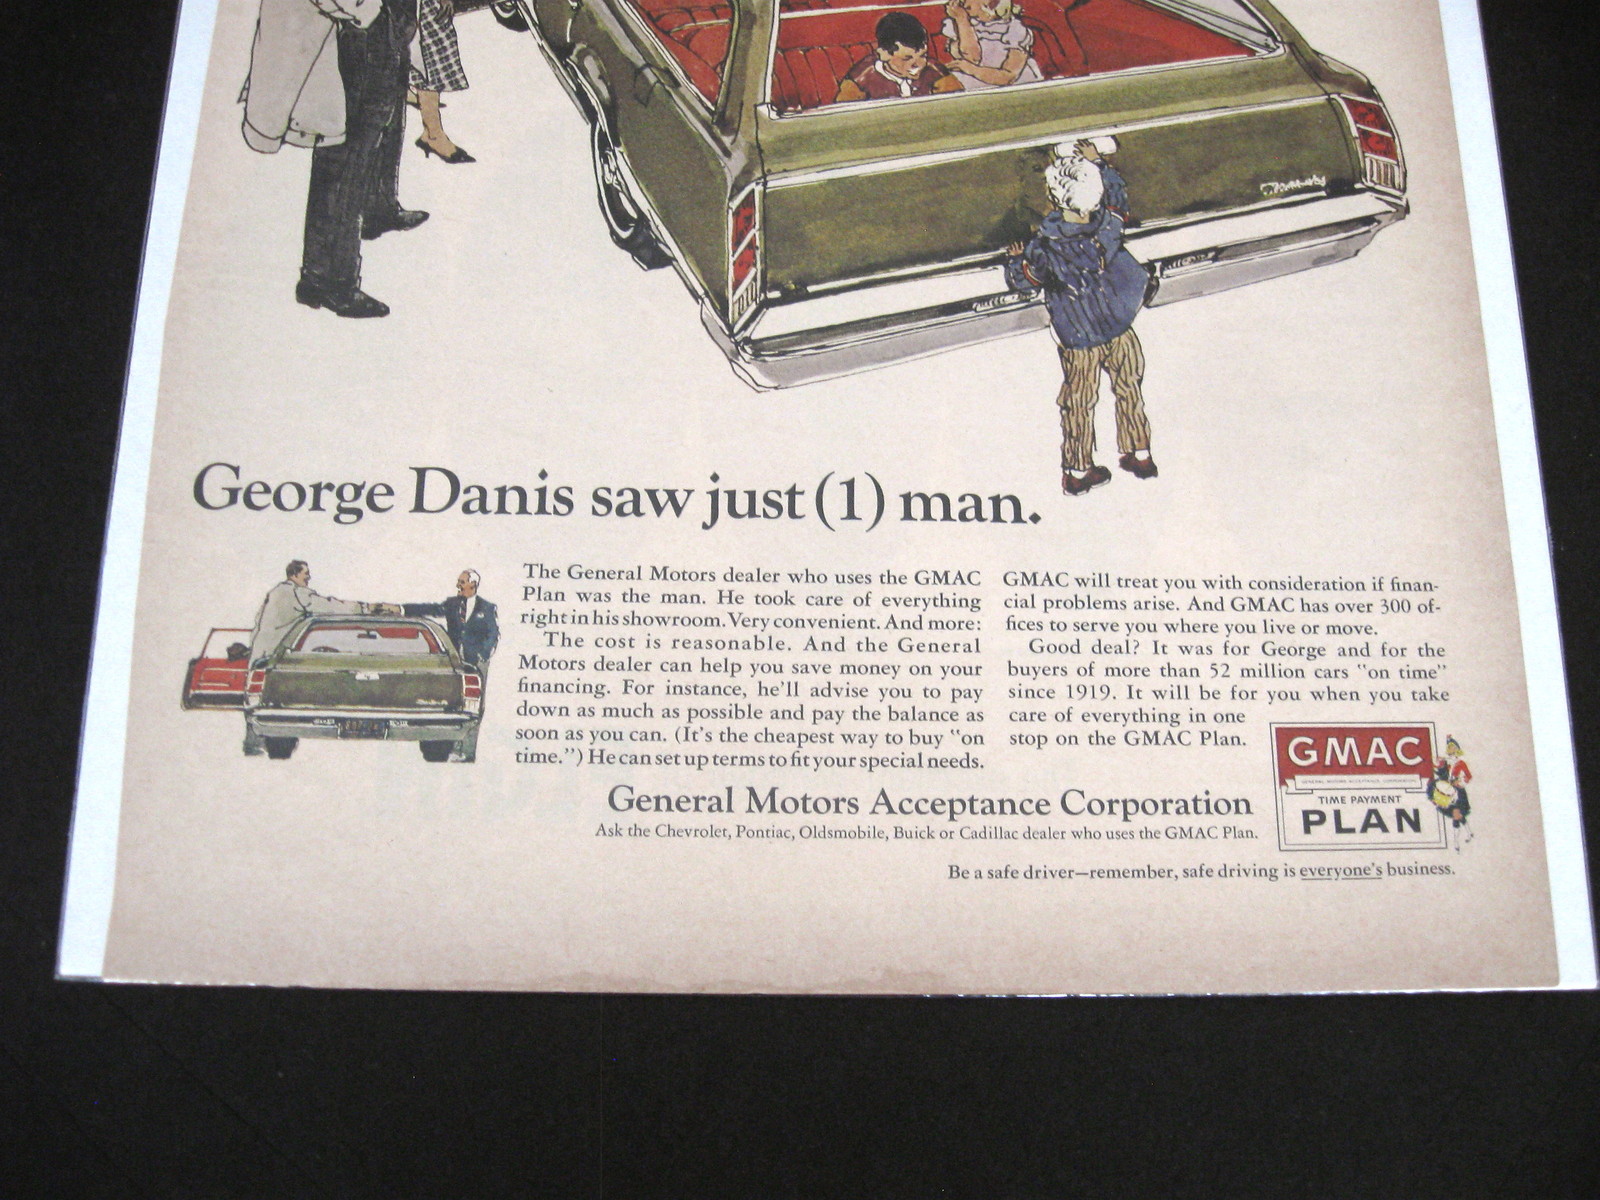 George Danis saw just (1) man.
The General Motors dealer who uses the GMAC
Plan was the man. He took care of everything
right in his showroom. Very convenient. And more:
The cost is reasonable. And the General
Motors dealer can help you save money on your
financing. For instance, he'll advise you to pay
down as much as possible and pay the balance as
soon as you can. (It's the cheapest way to buy "on
time.") He can set up terms to fit your special needs.
GMAC will treat you with consideration if finan-
cial problems arise. And GMAC has over 300 of-
fices to serve you where you live or move.
Good deal? It was for George and for the
buyers of more than 52 million cars "on time"
since 1919. It will be for you when you take
care of everything in one
stop on the GMAC Plan.
GMAC
GENERAL MOTORS ACCEPTANCE CORPORATION
TIME PAYMENT
PLAN
General Motors Acceptance Corporation
Ask the Chevrolet, Pontiac, Oldsmobile, Buick or Cadillac dealer who uses the GMAC Plan.
Be a safe driver—remember, safe driving is everyone's business.